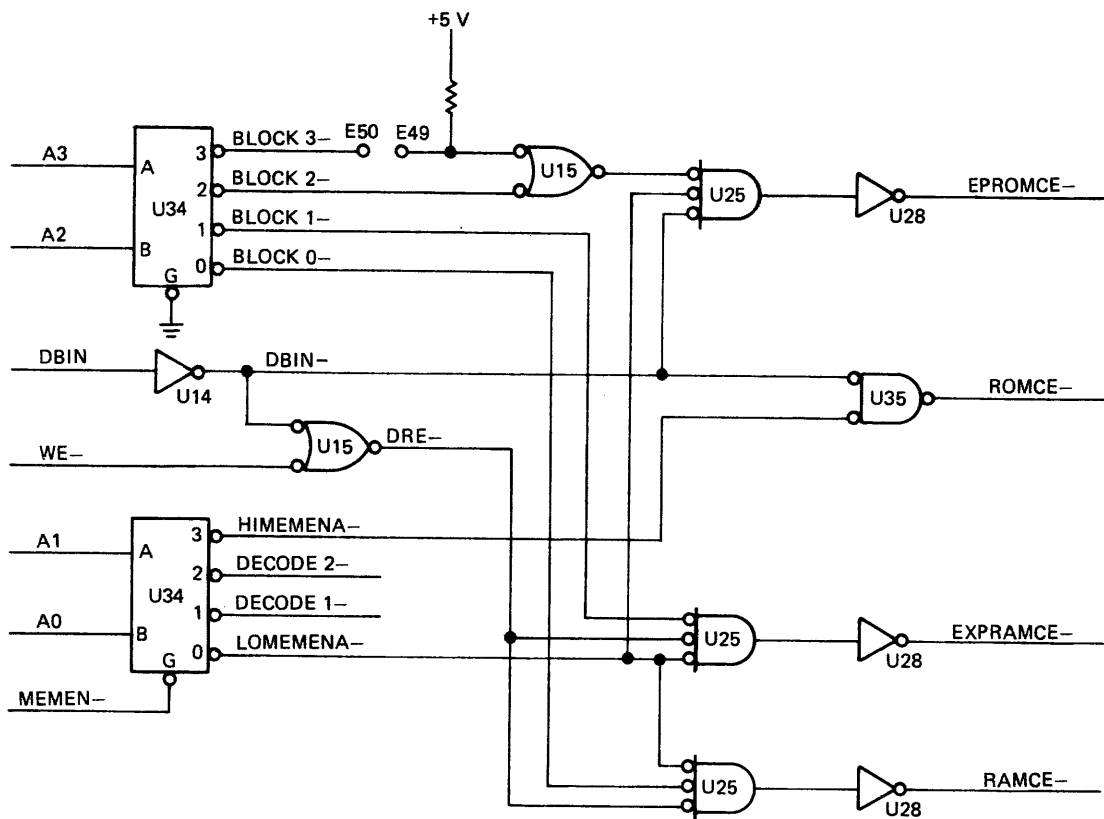 +5 V
BLOCK 3– E50 E49
A3 A 3 U15
BLOCK 2–
2 U25 EPROMCE–
U34 BLOCK 1– U28
1
A2 B BLOCK 0–
0
G
DBIN DBIN–
U14 U35 ROMCE–
U15 DRE–
WE–
HIMEMENA–
3
A1 A DECODE 2–
2
U34 DECODE 1–
1 U25 EXPRAMCE–
A0 B LOMEMENA–
0 U28
G
MEMEN–
U25 RAMCE–
U28